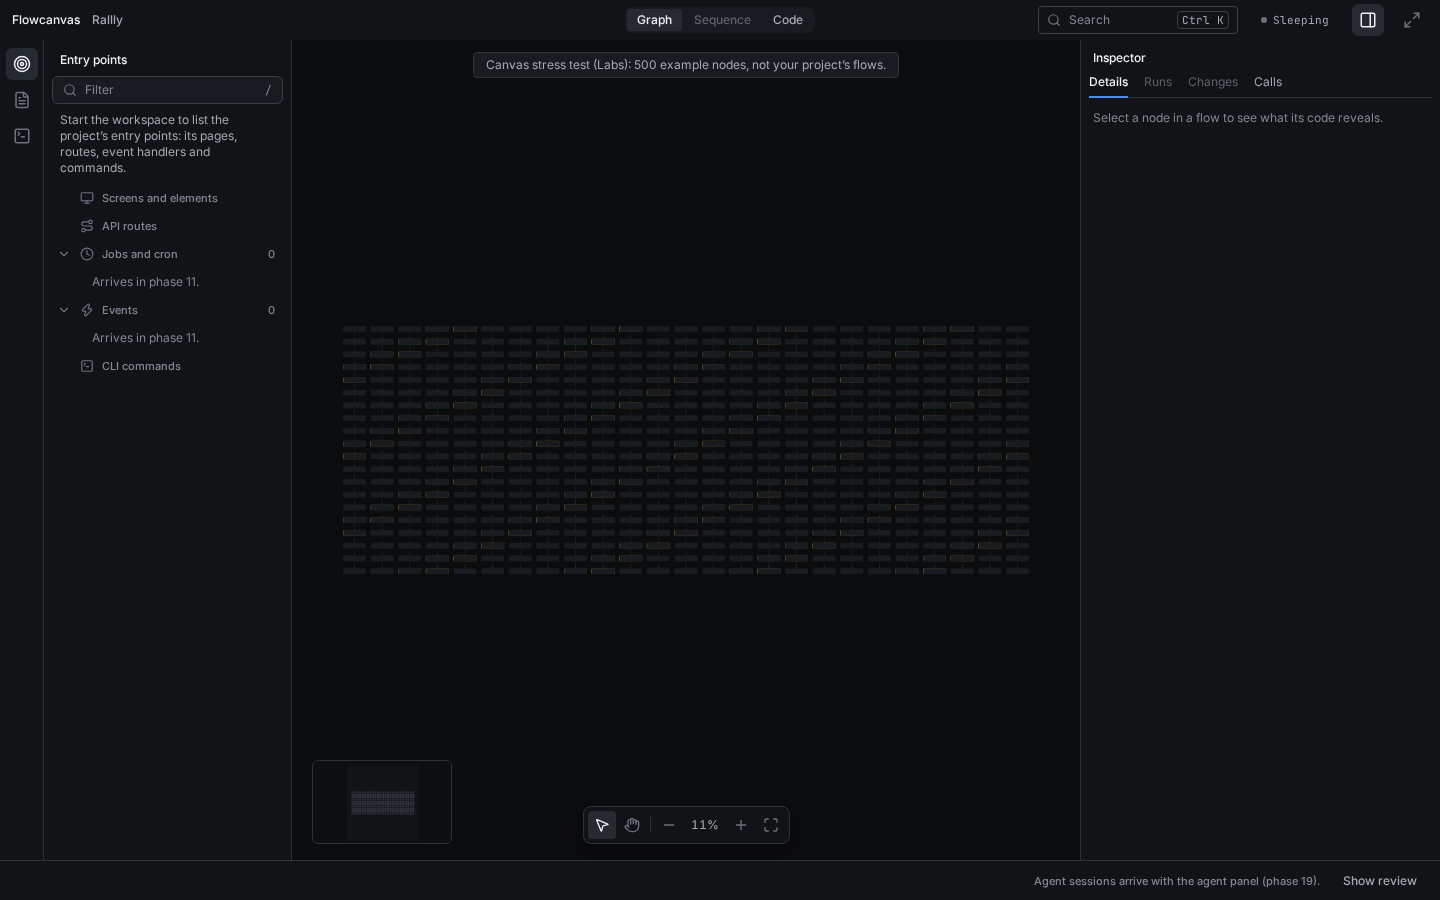 Flowcanvas Rallly
Graph Sequence Code
Search Ctrl K
Sleeping
Entry points
Filter /
Start the workspace to list the
project’s entry points: its pages,
routes, event handlers and
commands.
Screens and elements
API routes
Jobs and cron 0
Arrives in phase 11.
Events 0
Arrives in phase 11.
CLI commands
Canvas stress test (Labs): 500 example nodes, not your project’s flows.
11%
Inspector
Details Runs Changes Calls
Select a node in a flow to see what its code reveals.
Agent sessions arrive with the agent panel (phase 19). Show review